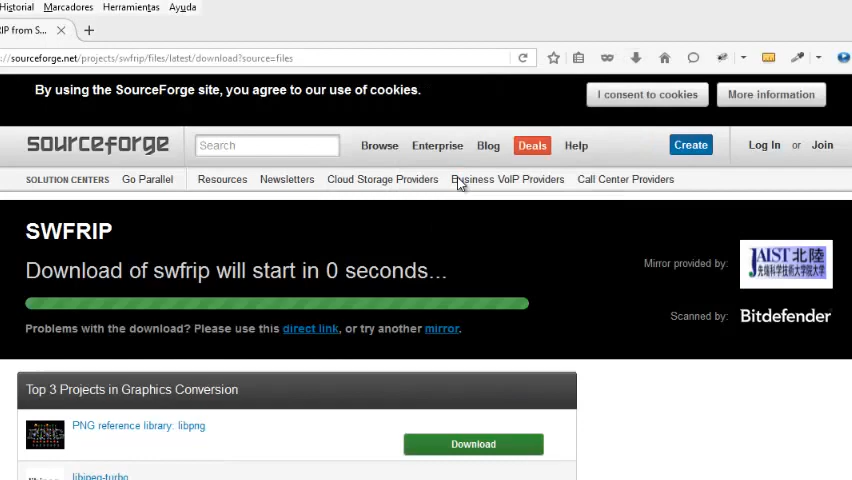 Historial Marcadores Herramientas Ayuda
IP from S...
://sourceforge.net/projects/swfrip/files/latest/download?source=files
By using the SourceForge site, you agree to our use of cookies.
I consent to cookies
More information
sourceforge
Search
Browse Enterprise Blog Deals Help
Create
Log In or Join
SOLUTION CENTERS Go Parallel Resources Newsletters Cloud Storage Providers Business VoIP Providers Call Center Providers
SWFRIP
Download of swfrip will start in 0 seconds...
Mirror provided by:
JAIST 北陸
先端科学技術大学院大学
Problems with the download? Please use this direct link, or try another mirror.
Scanned by: Bitdefender
Top 3 Projects in Graphics Conversion
PNG
PNG reference library: libpng
Download
libjpeg-turbo